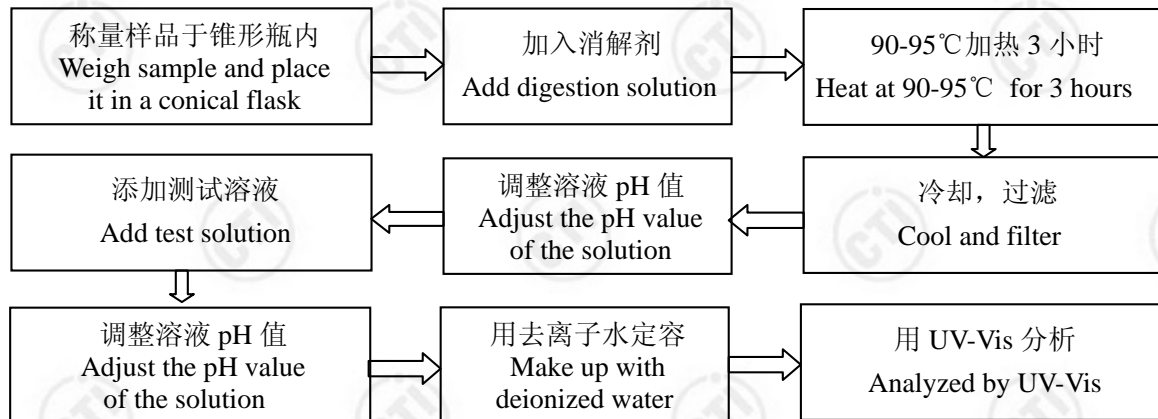 称量样品于锥形瓶内
Weigh sample and place
it in a conical flask
加入消解剂
Add digestion solution
90-95℃加热 3 小时
Heat at 90-95℃ for 3 hours
冷却，过滤
Cool and filter
调整溶液 pH 值
Adjust the pH value
of the solution
添加测试溶液
Add test solution
调整溶液 pH 值
Adjust the pH value
of the solution
用去离子水定容
Make up with
deionized water
用 UV-Vis 分析
Analyzed by UV-Vis